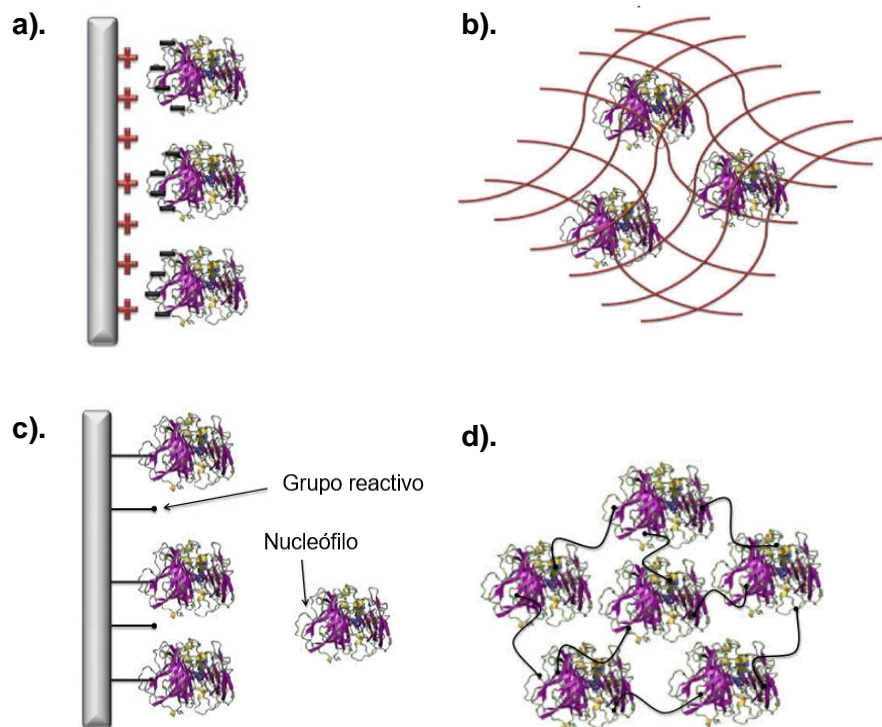 a).
b).
c).
Grupo reactivo
Nucleófilo
d).